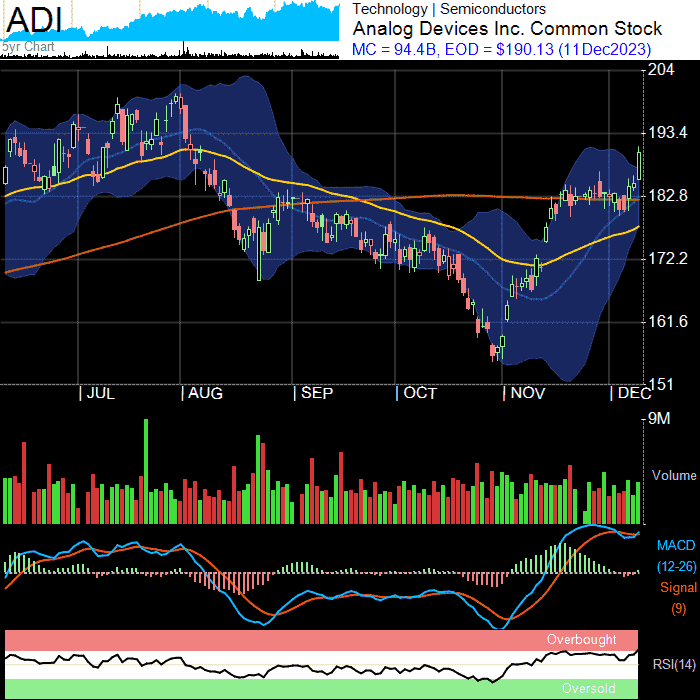 ADI
5yr Chart
Technology | Semiconductors
Analog Devices Inc. Common Stock
MC = 94.4B, EOD = $190.13 (11Dec2023)
204
193.4
182.8
172.2
161.6
151
| JUL | AUG | SEP | OCT | NOV | DEC
9M
Volume
MACD
(12-26)
Signal
(9)
Overbought
RSI(14)
Oversold